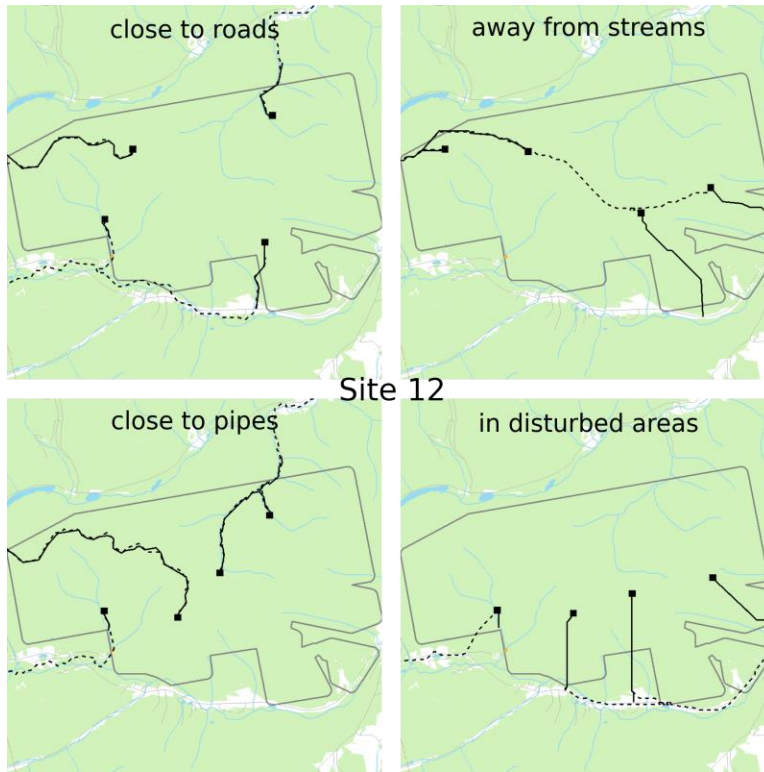 close to roads
away from streams
Site 12
close to pipes
in disturbed areas